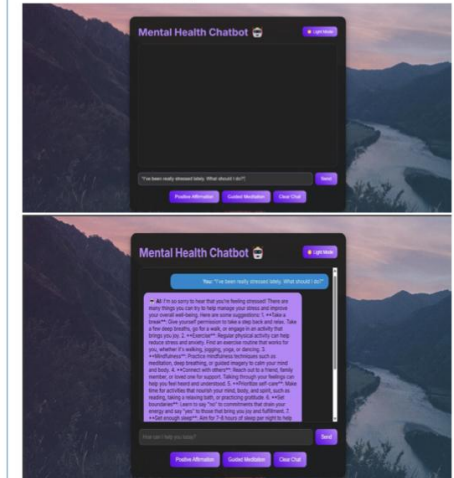 Mental Health Chatbot
Light Mode
"I've been really stressed lately. What should I do?"
Send
Positive Affirmation Guided Meditation Clear Chat
Mental Health Chatbot
Light Mode
You: "I've been really stressed lately. What should I do?"
AI: I'm so sorry to hear that you're feeling stressed! There are
many things you can try to help manage your stress and improve
your overall well-being. Here are some suggestions: 1. **Take a
break**: Give yourself permission to take a step back and relax. Take
a few deep breaths, go for a walk, or engage in an activity that
brings you joy. 2. **Exercise**: Regular physical activity can help
reduce stress and anxiety. Find an exercise routine that works for
you, whether it's walking, jogging, yoga, or dancing. 3.
**Mindfulness**: Practice mindfulness techniques such as
meditation, deep breathing, or guided imagery to calm your mind
and body. 4. **Connect with others**: Reach out to a friend, family
member, or loved one for support. Talking through your feelings can
help you feel heard and understood. 5. **Prioritize self-care**: Make
time for activities that nourish your mind, body, and spirit, such as
reading, taking a relaxing bath, or practicing gratitude. 6. **Set
boundaries**: Learn to say "no" to commitments that drain your
energy and say "yes" to those that bring you joy and fulfillment. 7.
**Get enough sleep**: Aim for 7-8 hours of sleep per night to help
How can I help you today?
Send
Positive Affirmation Guided Meditation Clear Chat